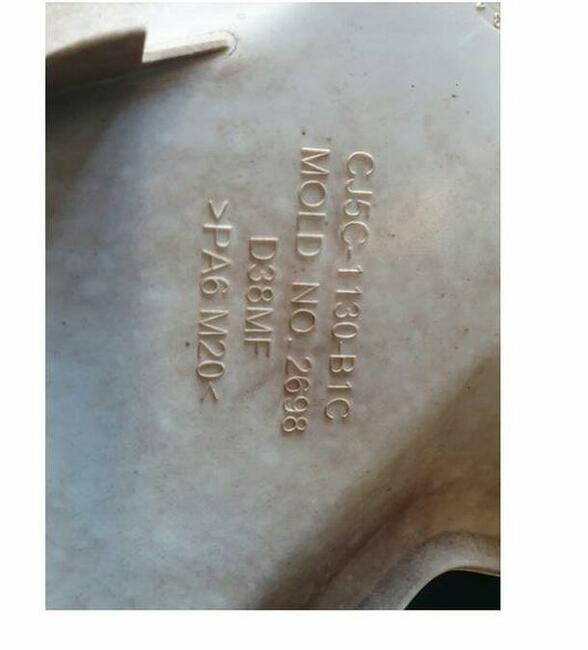 CJ5C-1130-B1C
MOLD NO.2698
D38MF
>PA6 M20<